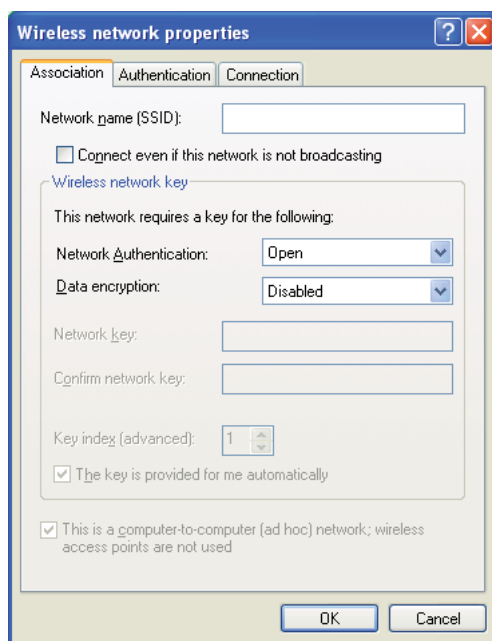 Wireless network properties
Association Authentication Connection
Network name (SSID):
Connect even if this network is not broadcasting
Wireless network key
This network requires a key for the following:
Network Authentication: Open
Data encryption: Disabled
Network key:
Confirm network key:
Key index (advanced): 1
The key is provided for me automatically
This is a computer-to-computer (ad hoc) network; wireless
access points are not used
OK Cancel